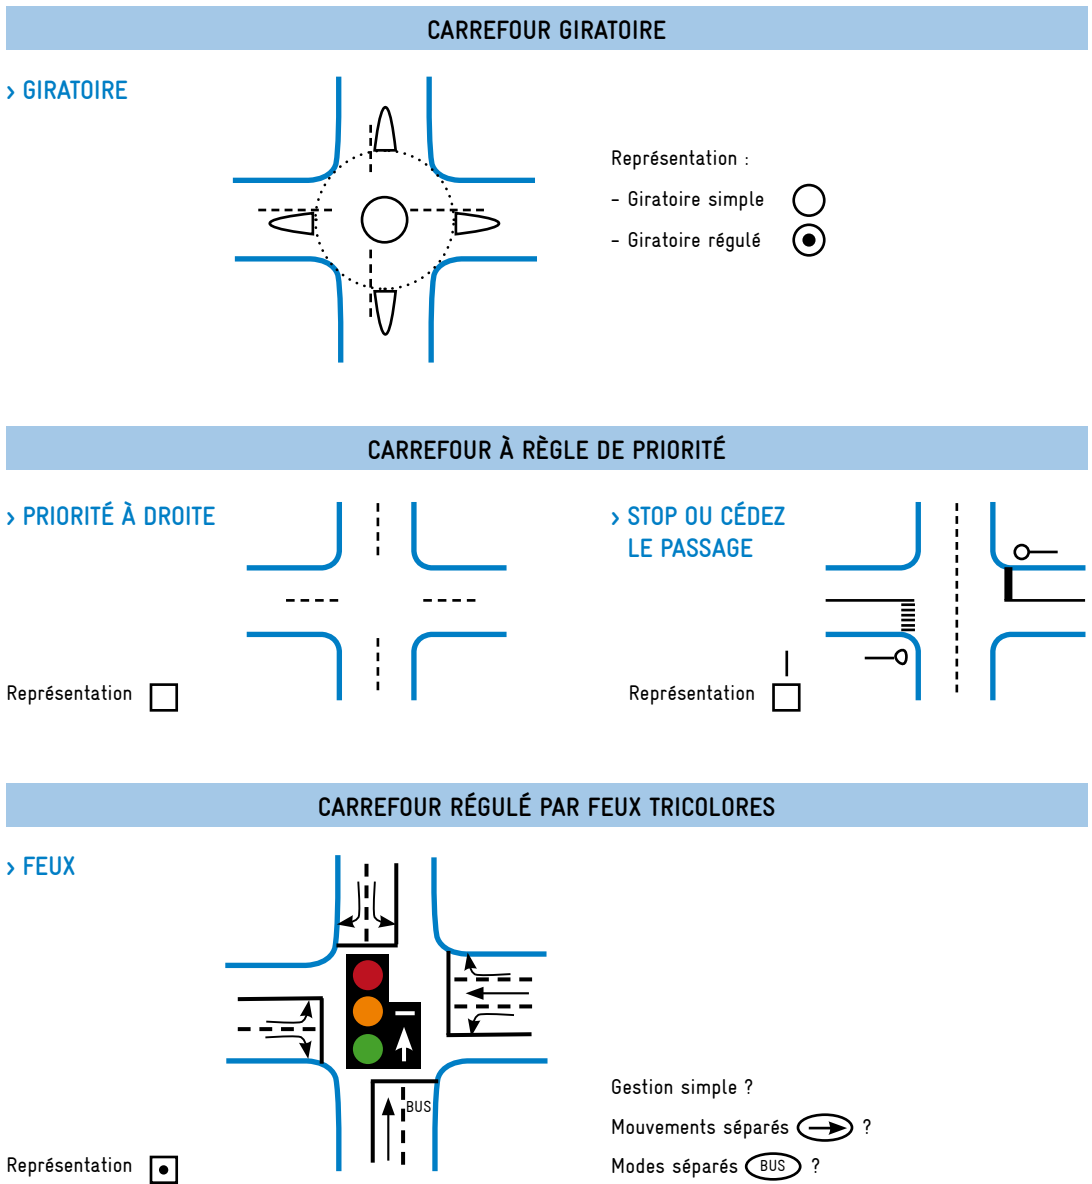 CARREFOUR GIRATOIRE
› GIRATOIRE
Représentation :
- Giratoire simple
- Giratoire régulé
CARREFOUR À RÈGLE DE PRIORITÉ
› PRIORITÉ À DROITE
Représentation
› STOP OU CÉDEZ
LE PASSAGE
Représentation
CARREFOUR RÉGULÉ PAR FEUX TRICOLORES
› FEUX
BUS
Représentation
Gestion simple ?
Mouvements séparés ?
Modes séparés BUS ?